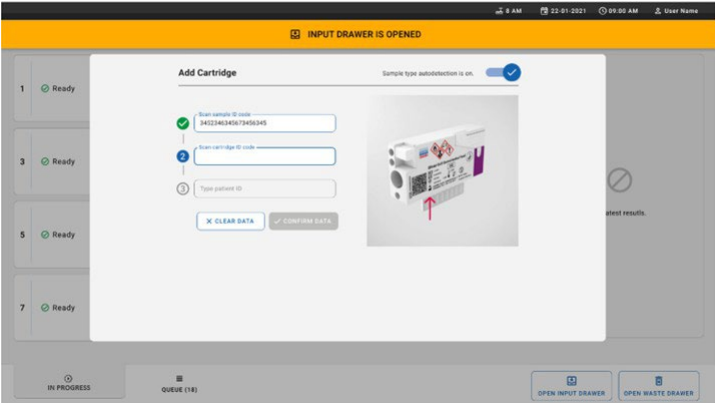 8 AM 22-01-2021 09:00 AM User Name
INPUT DRAWER IS OPENED
Add Cartridge
Sample type autodetection is on.
1 Ready
Scan sample ID code
3452346345673456345
Scan cartridge ID code
2
3 Ready
3 Type patient ID
CLEAR DATA CONFIRM DATA
atest results.
5 Ready
7 Ready
IN PROGRESS
QUEUE (18)
OPEN INPUT DRAWER
OPEN WASTE DRAWER